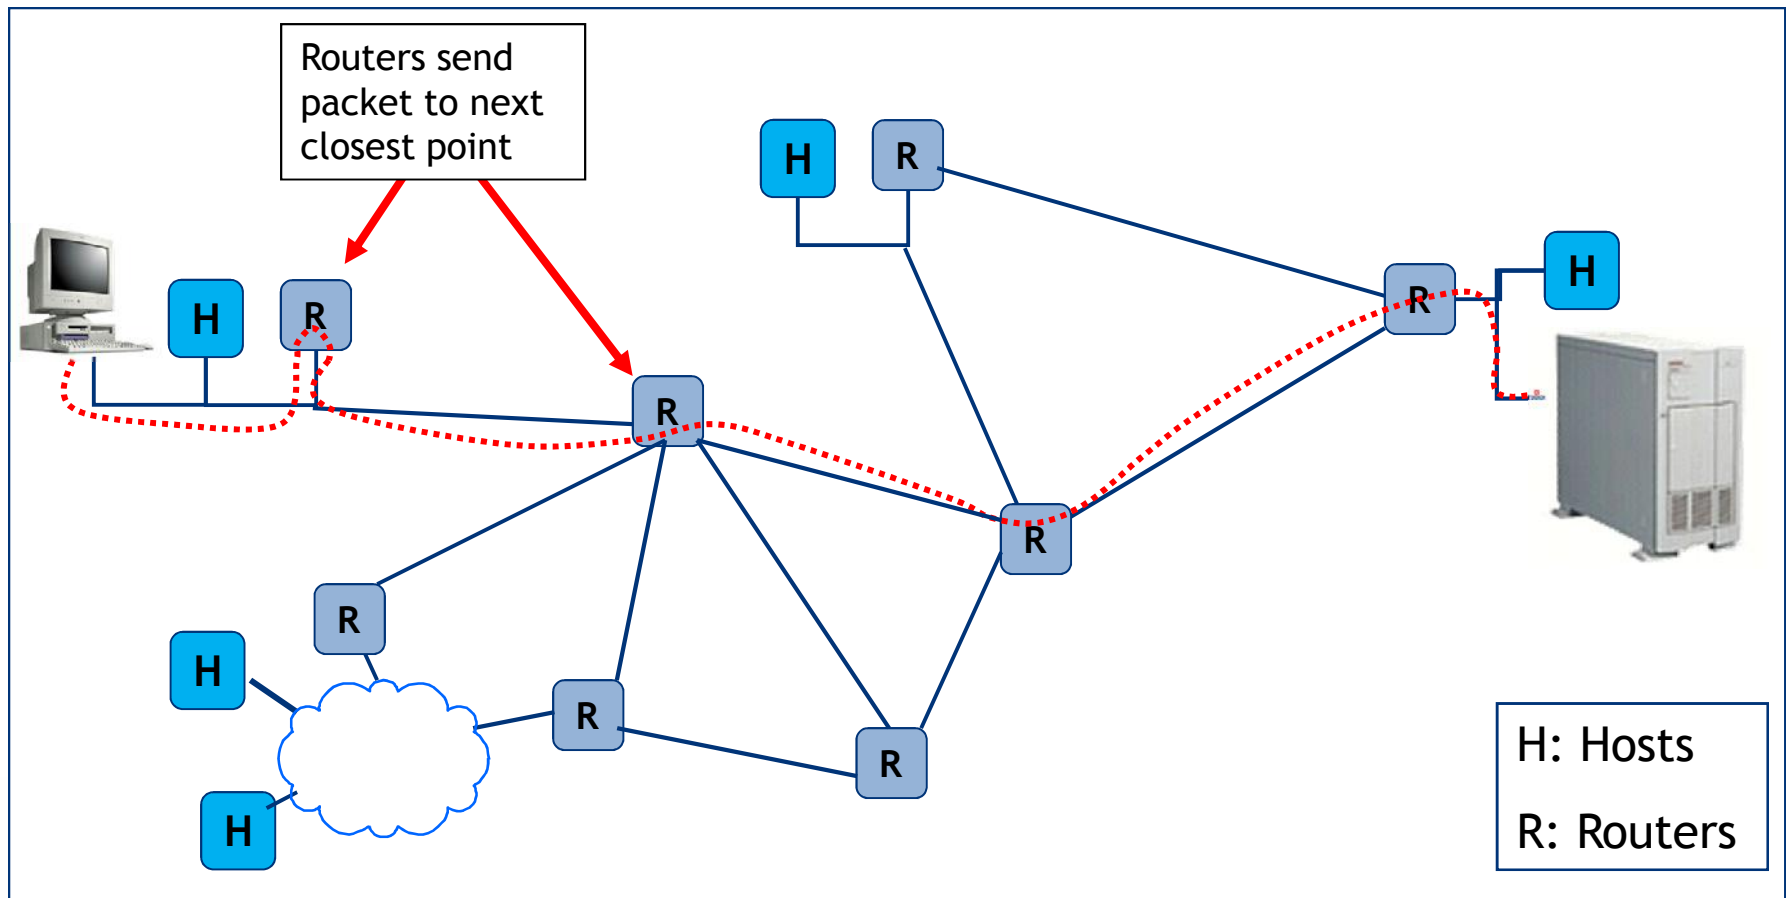 Routers send
packet to next
closest point
H
R
H
H
R
R
R
R
R
H
R
R
H
H: Hosts
R: Routers